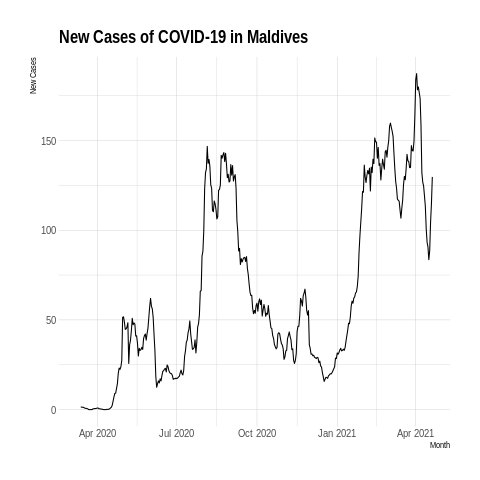 New Cases of COVID-19 in Maldives
New Cases
150
100
50
0
Apr 2020 Jul 2020 Oct 2020 Jan 2021 Apr 2021
Month